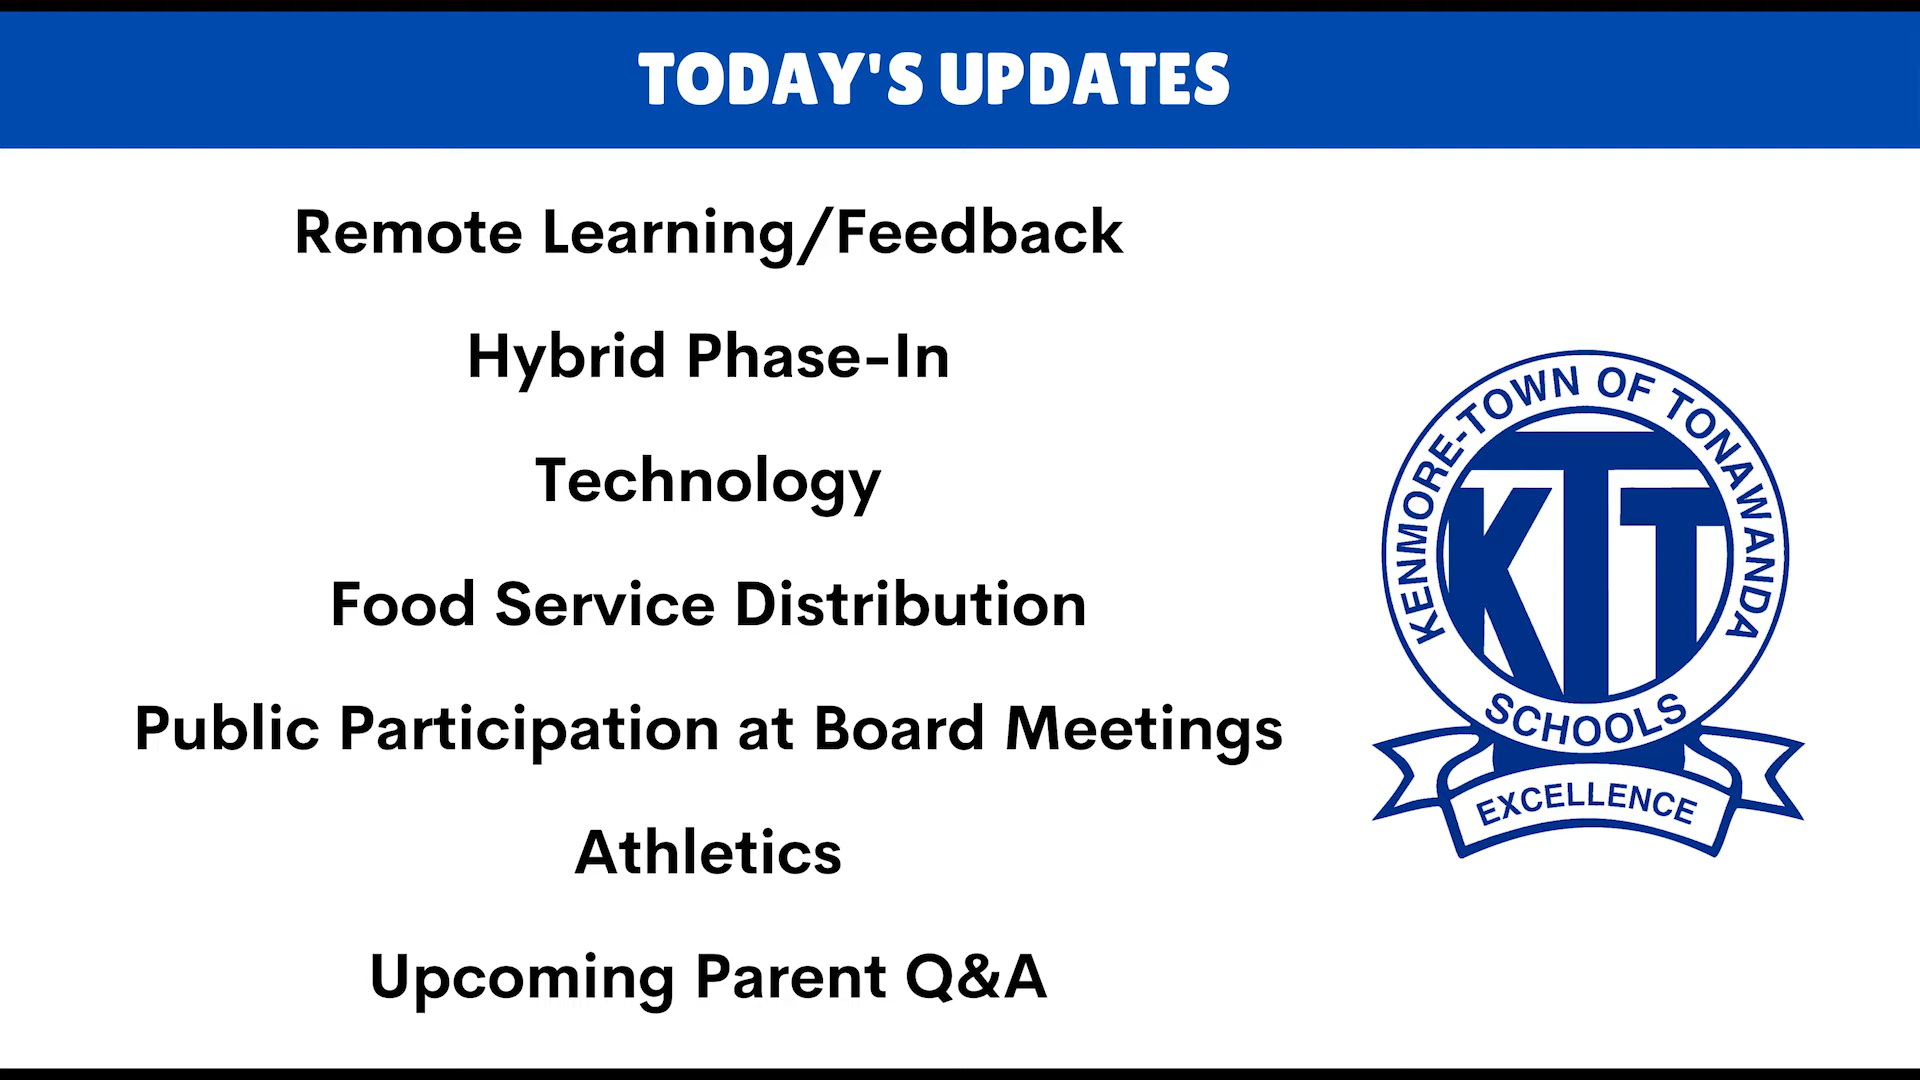 TODAY'S UPDATES
Remote Learning/Feedback
Hybrid Phase-In
Technology
Food Service Distribution
Public Participation at Board Meetings
Athletics
Upcoming Parent Q&A
KENMORE-TOWN OF TONAWANDA
KTT
SCHOOLS
EXCELLENCE